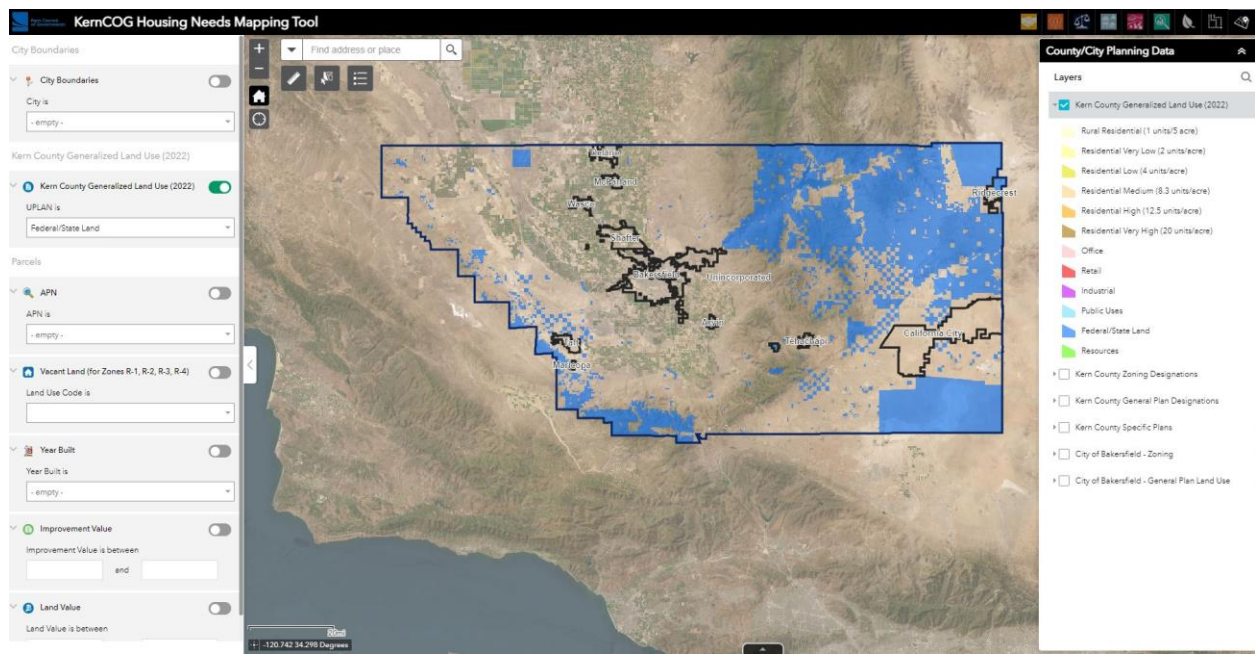 Kern Council of Governments
KernCOG Housing Needs Mapping Tool
City Boundaries
City Boundaries
City is
- empty -
Kern County Generalized Land Use (2022)
Kern County Generalized Land Use (2022)
UPLAN is
Federal/State Land
Parcels
APN
APN is
- empty -
Vacant Land (for Zones R-1, R-2, R-3, R-4)
Land Use Code is
Year Built
Year Built is
- empty -
Improvement Value
Improvement Value is between
and
Land Value
Land Value is between
+
Find address or place
−
Delano
McFarland
Wasco
Ridgecrest
Shafter
Bakersfield
Unincorporated
Arvin
California City
Taft
Tehachapi
Maricopa
20mi
-120.742 34.298 Degrees
County/City Planning Data
Layers
Kern County Generalized Land Use (2022)
Rural Residential (1 units/5 acre)
Residential Very Low (2 units/acre)
Residential Low (4 units/acre)
Residential Medium (8.3 units/acre)
Residential High (12.5 units/acre)
Residential Very High (20 units/acre)
Office
Retail
Industrial
Public Uses
Federal/State Land
Resources
Kern County Zoning Designations
Kern County General Plan Designations
Kern County Specific Plans
City of Bakersfield - Zoning
City of Bakersfield - General Plan Land Use